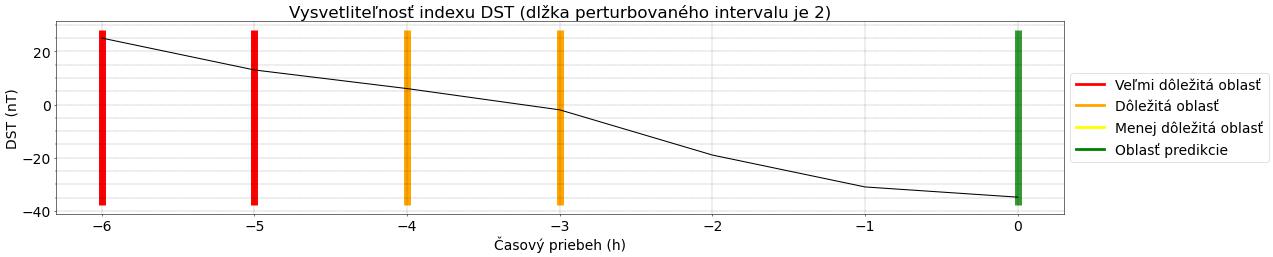 Vysvetliteľnosť indexu DST (dĺžka perturbovaného intervalu je 2)
DST (nT)
20
0
−20
−40
−6 −5 −4 −3 −2 −1 0
Časový priebeh (h)
Veľmi dôležitá oblasť
Dôležitá oblasť
Menej dôležitá oblasť
Oblasť predikcie